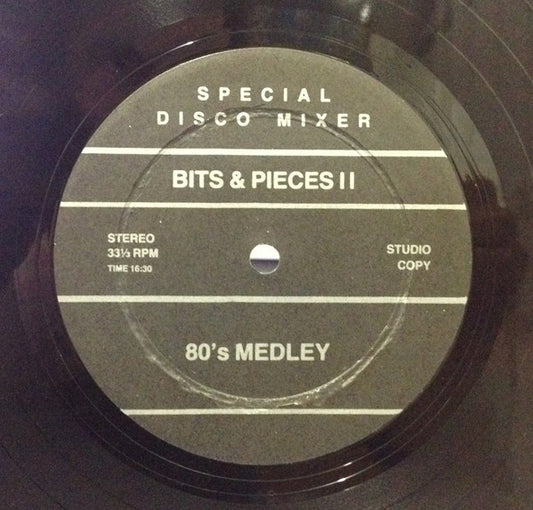 SPECIAL
DISCO MIXER
BITS & PIECES II
STEREO
33⅓ RPM
TIME 16:30
STUDIO
COPY
80's MEDLEY